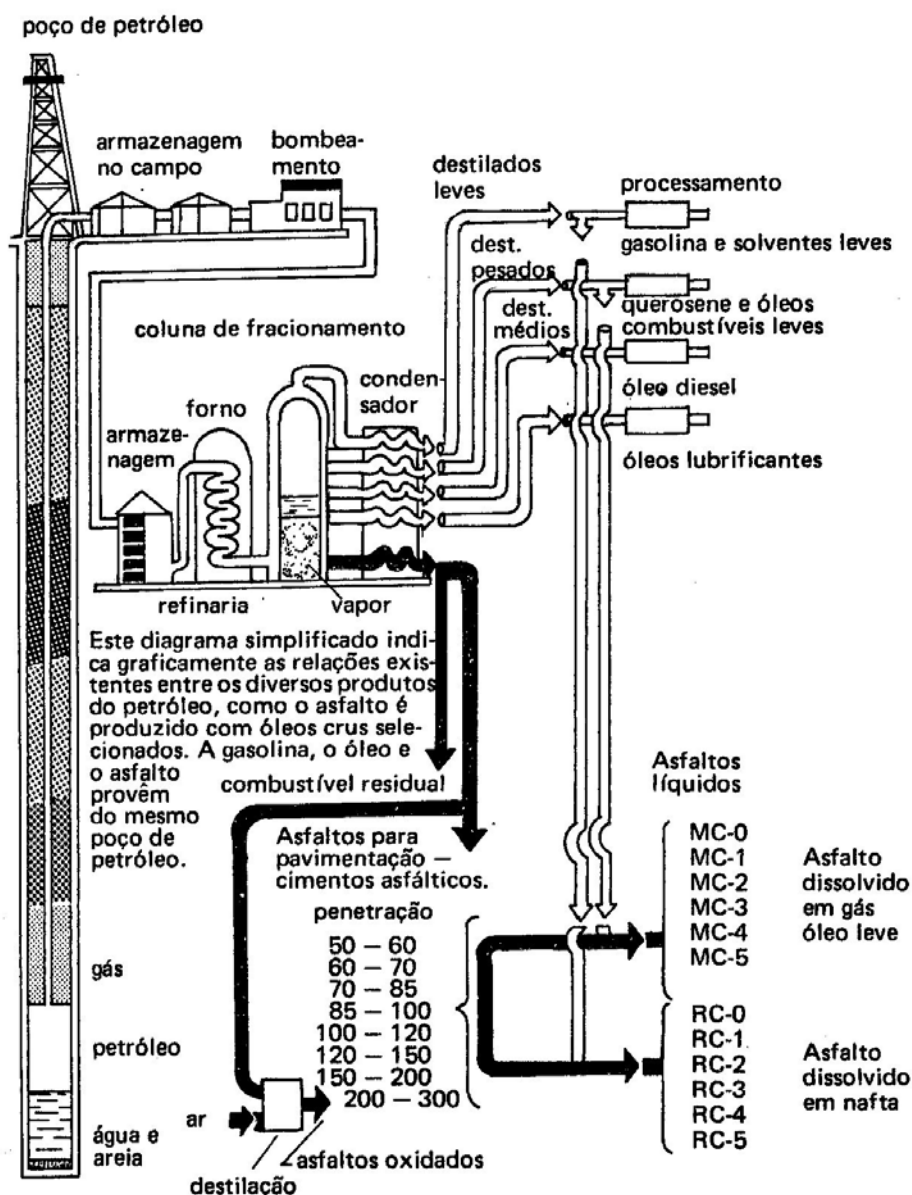 poço de petróleo
armazenagem
no campo
bombea-
mento
destilados
leves
processamento
gasolina e solventes leves
dest.
pesados
querosene e óleos
combustíveis leves
dest.
médios
óleo diesel
óleos lubrificantes
coluna de fracionamento
conden-
sador
forno
armaze-
nagem
refinaria
vapor
Este diagrama simplificado indi-
ca graficamente as relações exis-
tentes entre os diversos produtos
do petróleo, como o asfalto é
produzido com óleos crus sele-
cionados. A gasolina, o óleo e
o asfalto
provêm
do mesmo
poço de
petróleo.
combustível residual
Asfaltos para
pavimentação —
cimentos asfálticos.
penetração
50 — 60
60 — 70
70 — 85
85 — 100
100 — 120
120 — 150
150 — 200
200 — 300
Asfaltos
líquidos
MC-0
MC-1
MC-2
MC-3
MC-4
MC-5
Asfalto
dissolvido
em gás
óleo leve
RC-0
RC-1
RC-2
RC-3
RC-4
RC-5
Asfalto
dissolvido
em nafta
gás
petróleo
água e
areia
ar
asfaltos oxidados
destilação